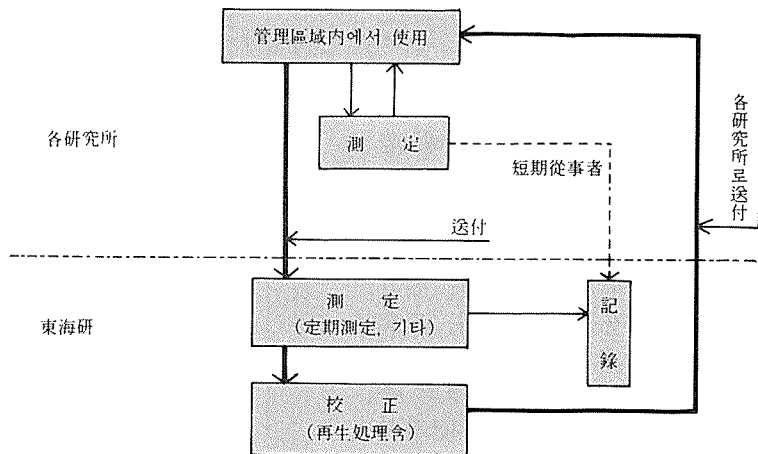 管理區域内에서 使用
各研究所
測 定
短期從事者
各研究所로送付
送付
測 定
(定期測定, 기타)
記錄
東海研
校 正
(再生処理含)